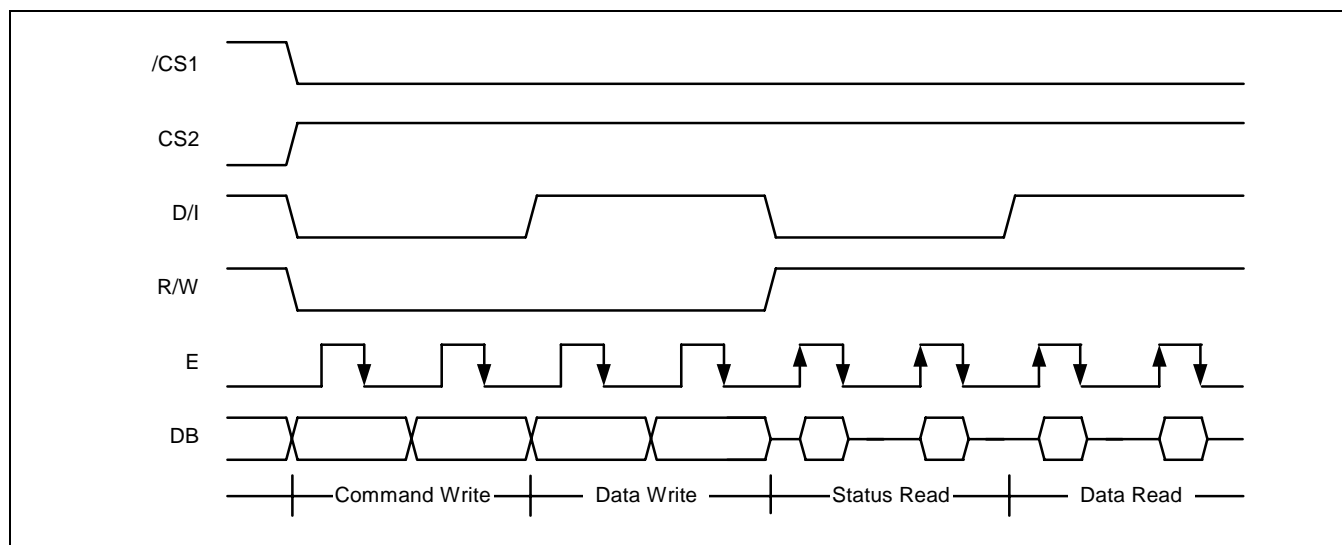 /CS1
CS2
D/I
R/W
E
DB
Command Write Data Write Status Read Data Read